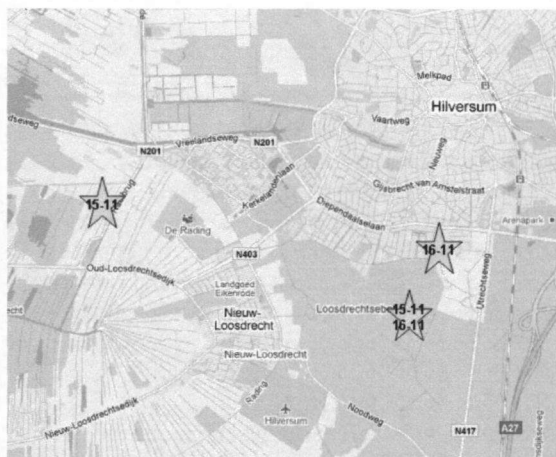 Melkpad
Hilversum
Vaartweg
Vreelandseweg
N201
N201
Neuweg
Kerkelandenlaan
Gijsbrecht van Amstelstraat
15-11
De Rading
Diependaalselaan
Arenapark
16-11
N403
Oud-Loosdrechtsedijk
Utrechtseweg
Landgoed
Eikenrode
Loosdrechtsebo
15-11
16-11
Nieuw-
Loosdrecht
Nieuw-Loosdrecht
Rading
Noodweg
Hilversum
Nieuw-Loosdrechtsedijk
N417
A27